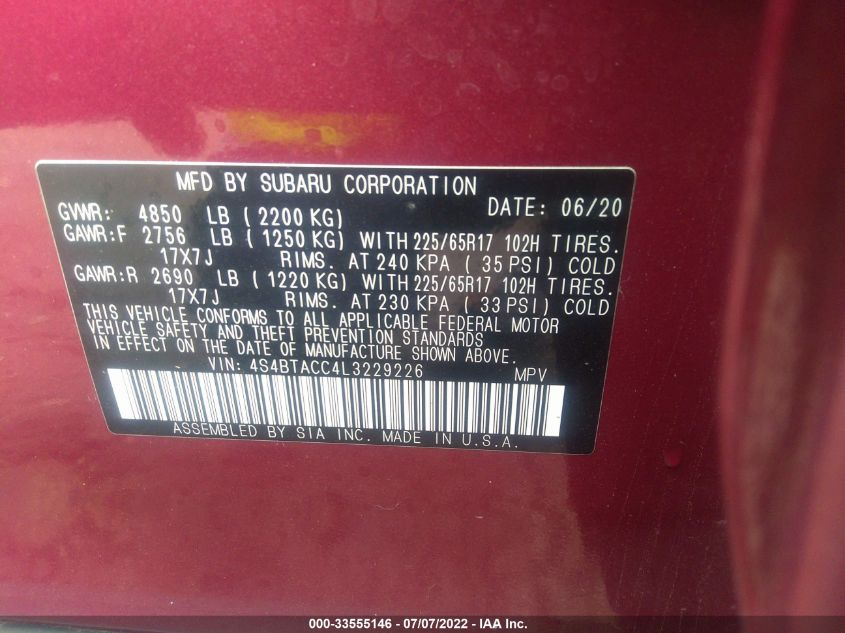 MFD BY SUBARU CORPORATION
DATE: 06/20
GVWR: 4850 LB (2200 KG)
GAWR:F 2756 LB (1250 KG) WITH 225/65R17 102H TIRES.
17X7J RIMS. AT 240 KPA (35 PSI) COLD
GAWR:R 2690 LB (1220 KG) WITH 225/65R17 102H TIRES.
17X7J RIMS. AT 230 KPA (33 PSI) COLD
THIS VEHICLE CONFORMS TO ALL APPLICABLE FEDERAL MOTOR
VEHICLE SAFETY AND THEFT PREVENTION STANDARDS
IN EFFECT ON THE DATE OF MANUFACTURE SHOWN ABOVE.
VIN: 4S4BTACC4L3229226 MPV
ASSEMBLED BY SIA INC. MADE IN U.S.A.
000-33555146 - 07/07/2022 - IAA Inc.